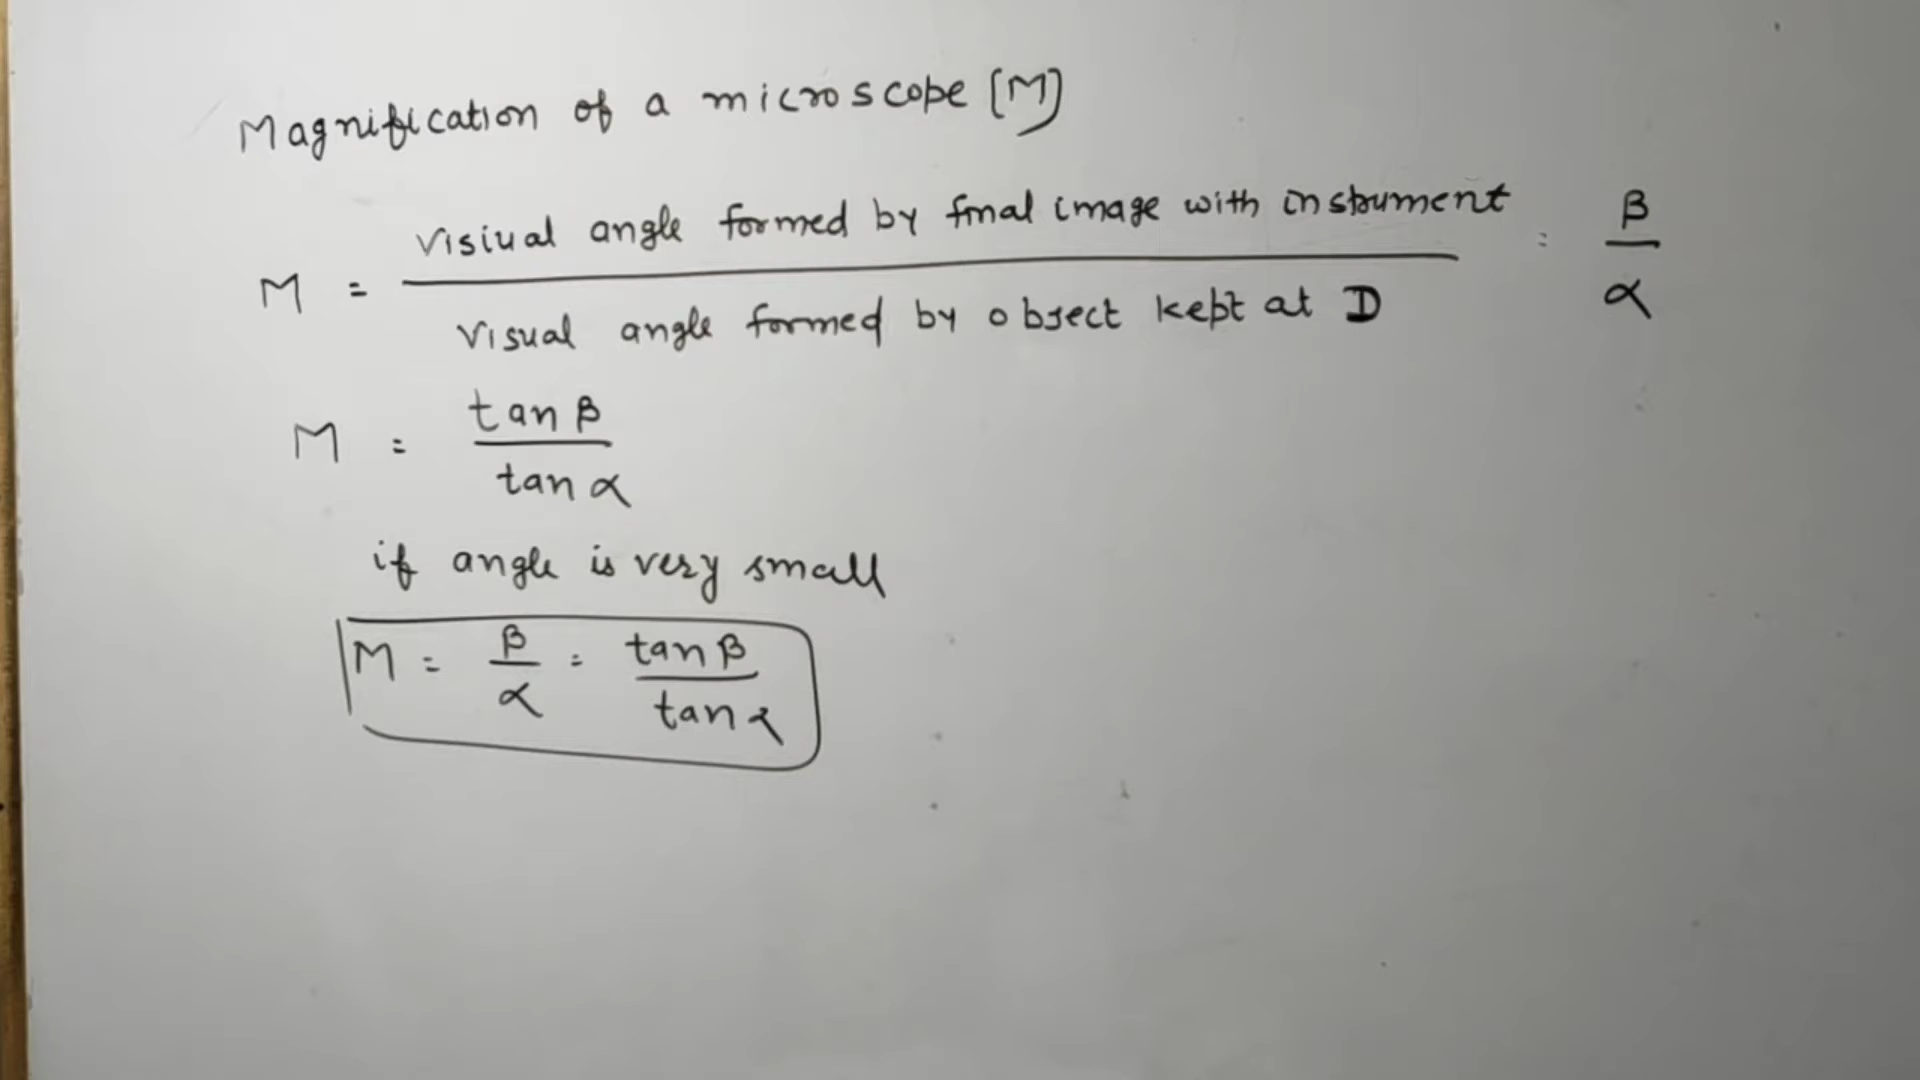 Magnification of a microscope [M]
M = visiual angle formed by final image with instrument / visual angle formed by object kept at D = β / α
M = tan β / tan α
if angle is very small
M = β / α = tan β / tan α